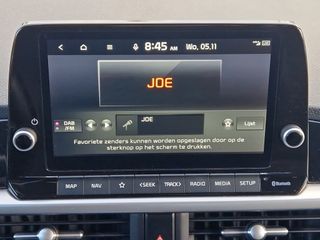 8:45 AM Wo, 05.11
JOE
DAB
/FM
JOE
Lijst
Favoriete zenders kunnen worden opgeslagen door op de
sterknop op het scherm te drukken.
MAP NAV ☆ <SEEK TRACK> RADIO MEDIA SETUP Bluetooth